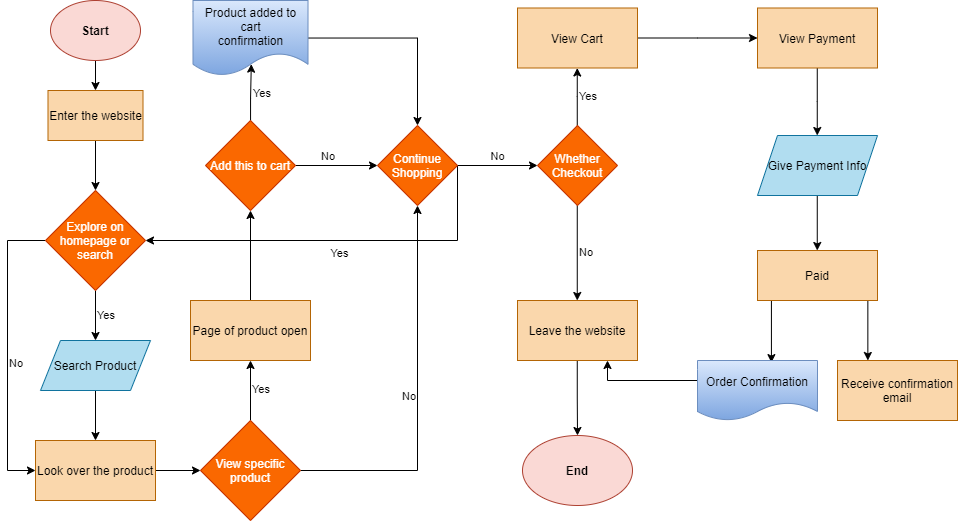 Start
Enter the website
Explore on
homepage or
search
Yes
No
Search Product
Look over the product
View specific
product
Yes
No
Page of product open
Add this to cart
Yes
No
Product added to
cart
confirmation
Continue
Shopping
Yes
No
Whether
Checkout
Yes
No
View Cart
View Payment
Give Payment Info
Paid
Order Confirmation
Receive confirmation
email
Leave the website
End